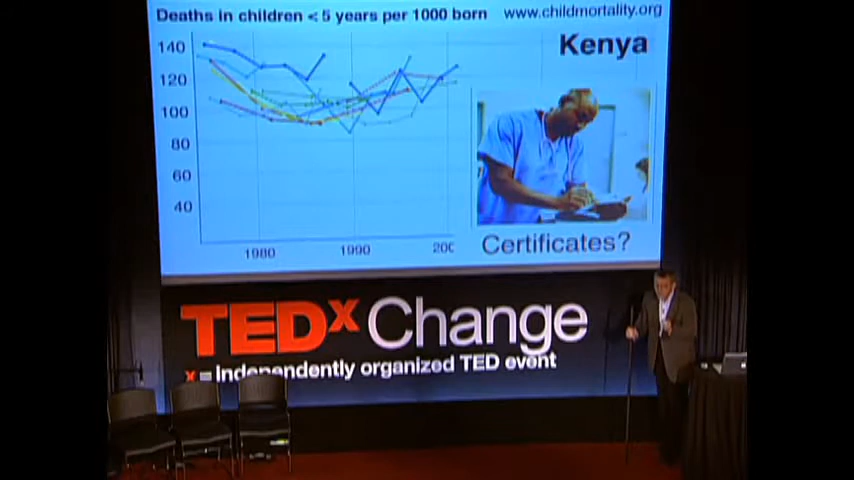 Deaths in children < 5 years per 1000 born
www.childmortality.org
Kenya
140
120
100
80
60
40
1980
1990
Certificates?
TEDx Change
x = independently organized TED event